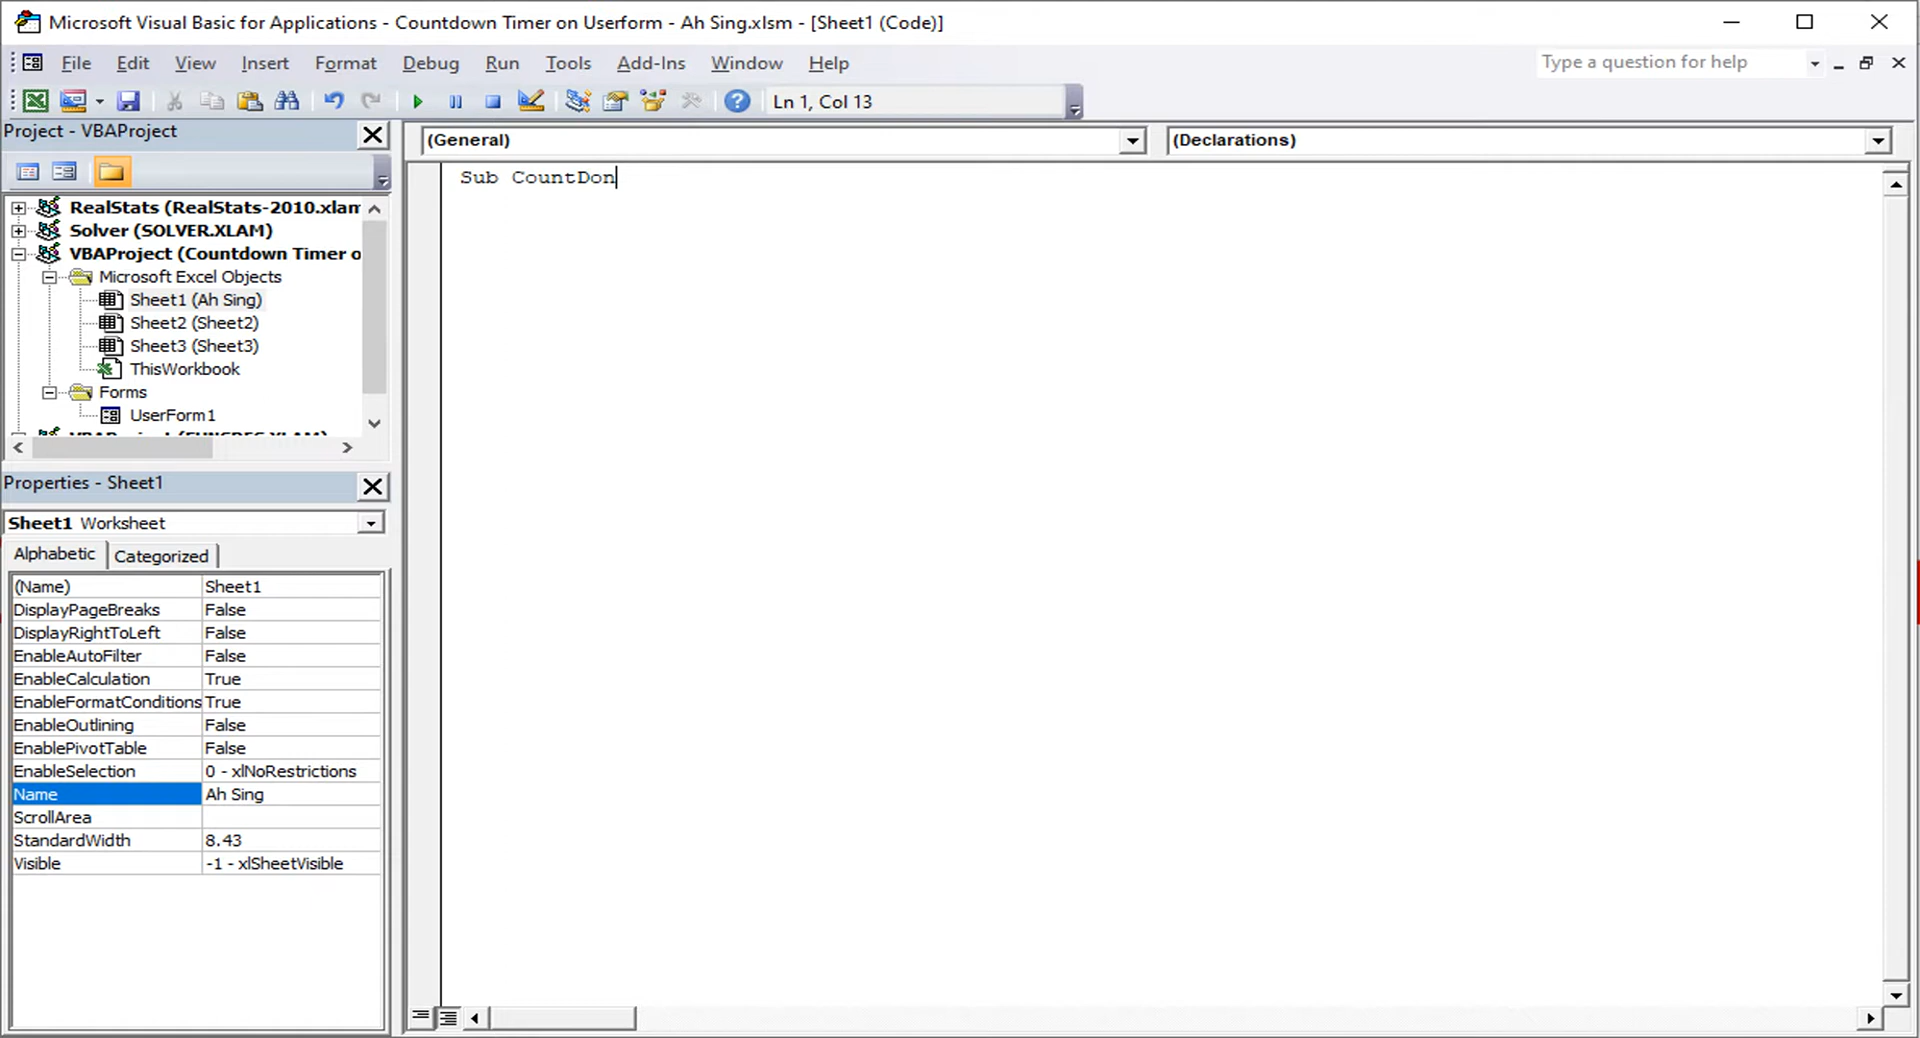 Microsoft Visual Basic for Applications - Countdown Timer on Userform - Ah Sing.xlsm - [Sheet1 (Code)]
File Edit View Insert Format Debug Run Tools Add-Ins Window Help Type a question for help
Ln 1, Col 13
Project - VBAProject
(General) (Declarations)
Sub CountDon
RealStats (RealStats-2010.xlam
Solver (SOLVER.XLAM)
VBAProject (Countdown Timer o
Microsoft Excel Objects
Sheet1 (Ah Sing)
Sheet2 (Sheet2)
Sheet3 (Sheet3)
ThisWorkbook
Forms
UserForm1
Properties - Sheet1
Sheet1 Worksheet
Alphabetic Categorized
(Name) Sheet1
DisplayPageBreaks False
DisplayRightToLeft False
EnableAutoFilter False
EnableCalculation True
EnableFormatConditions True
EnableOutlining False
EnablePivotTable False
EnableSelection 0 - xlNoRestrictions
Name Ah Sing
ScrollArea
StandardWidth 8.43
Visible -1 - xlSheetVisible